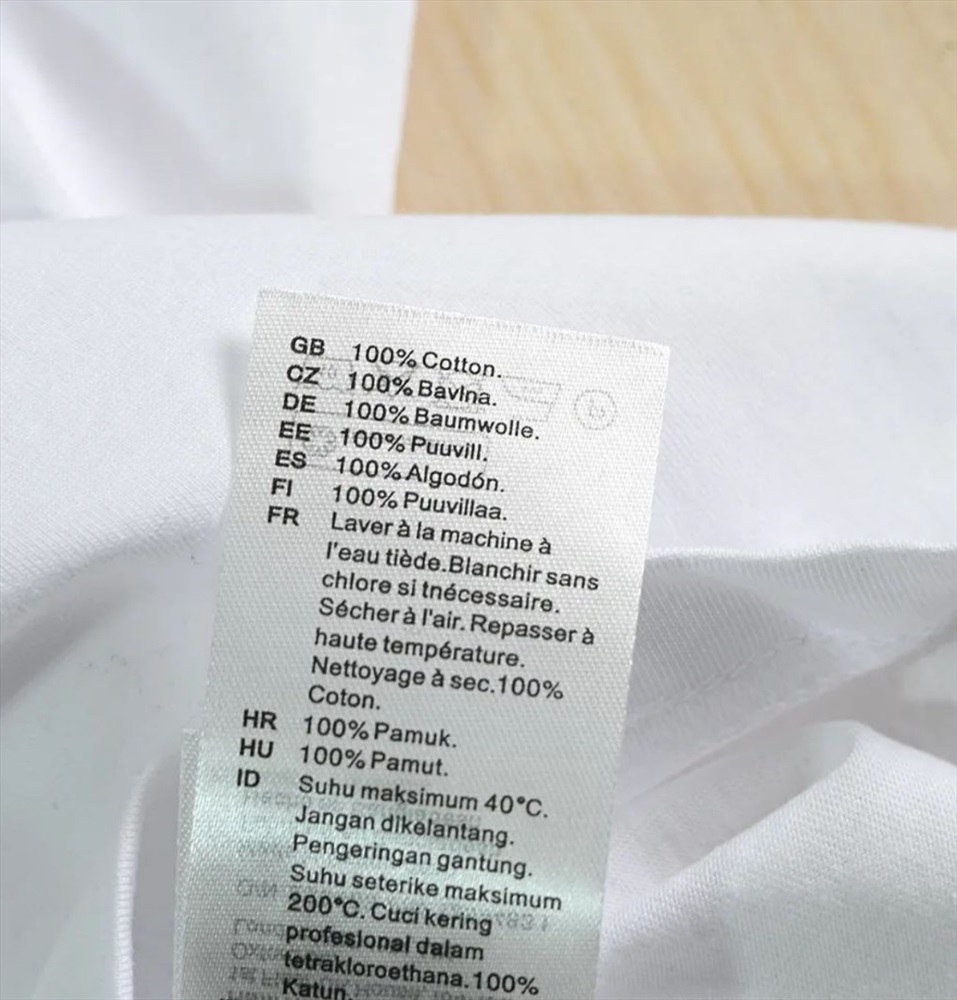 GB 100% Cotton.
CZ 100% Bavlna.
DE 100% Baumwolle.
EE 100% Puuvill.
ES 100% Algodón.
FI 100% Puuvillaa.
FR Laver à la machine à
l'eau tiède.Blanchir sans
chlore si tnécessaire.
Sécher à l'air. Repasser à
haute température.
Nettoyage à sec.100%
Coton.
HR 100% Pamuk.
HU 100% Pamut.
ID Suhu maksimum 40°C.
Jangan dikelantang.
Pengeringan gantung.
Suhu seterike maksimum
200°C. Cuci kering
profesional dalam
tetrakloroethana.100%
Katun.